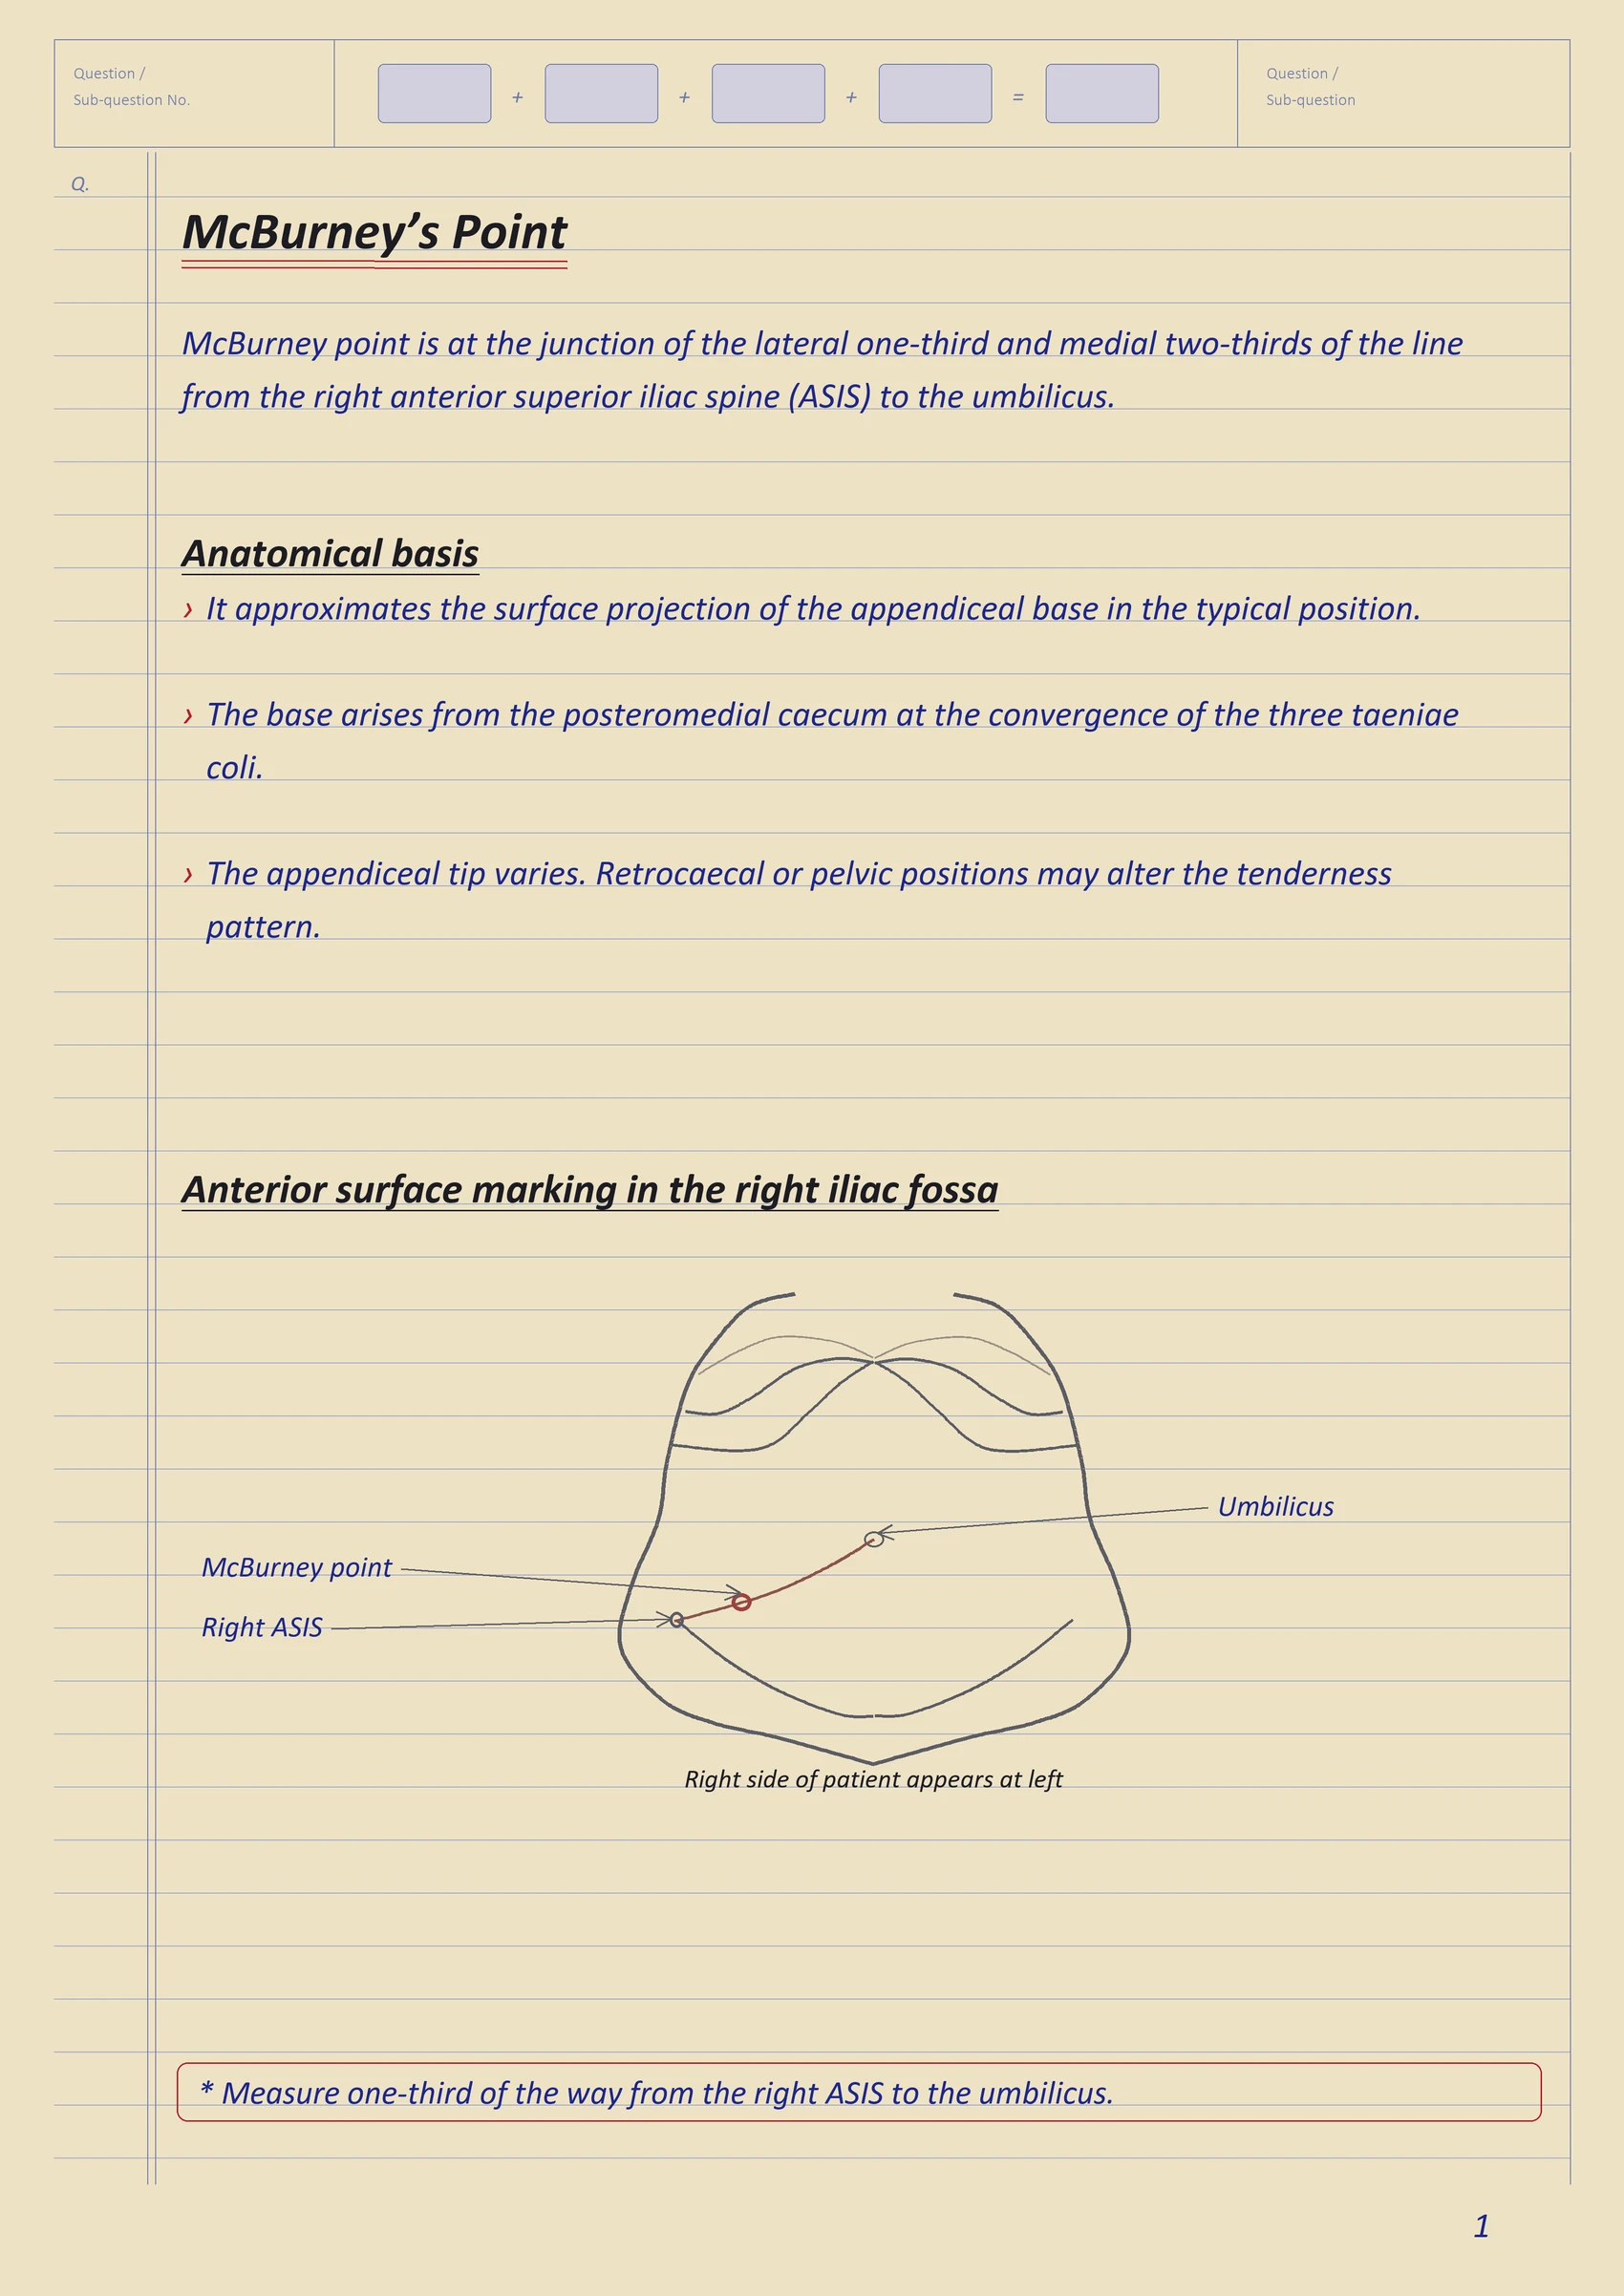 Question /
Sub-question No.
+ + + =
Question /
Sub-question
Q.
McBurney’s Point
McBurney point is at the junction of the lateral one-third and medial two-thirds of the line
from the right anterior superior iliac spine (ASIS) to the umbilicus.
Anatomical basis
› It approximates the surface projection of the appendiceal base in the typical position.
› The base arises from the posteromedial caecum at the convergence of the three taeniae
coli.
› The appendiceal tip varies. Retrocaecal or pelvic positions may alter the tenderness
pattern.
Anterior surface marking in the right iliac fossa
Umbilicus
McBurney point
Right ASIS
Right side of patient appears at left
* Measure one-third of the way from the right ASIS to the umbilicus.
1